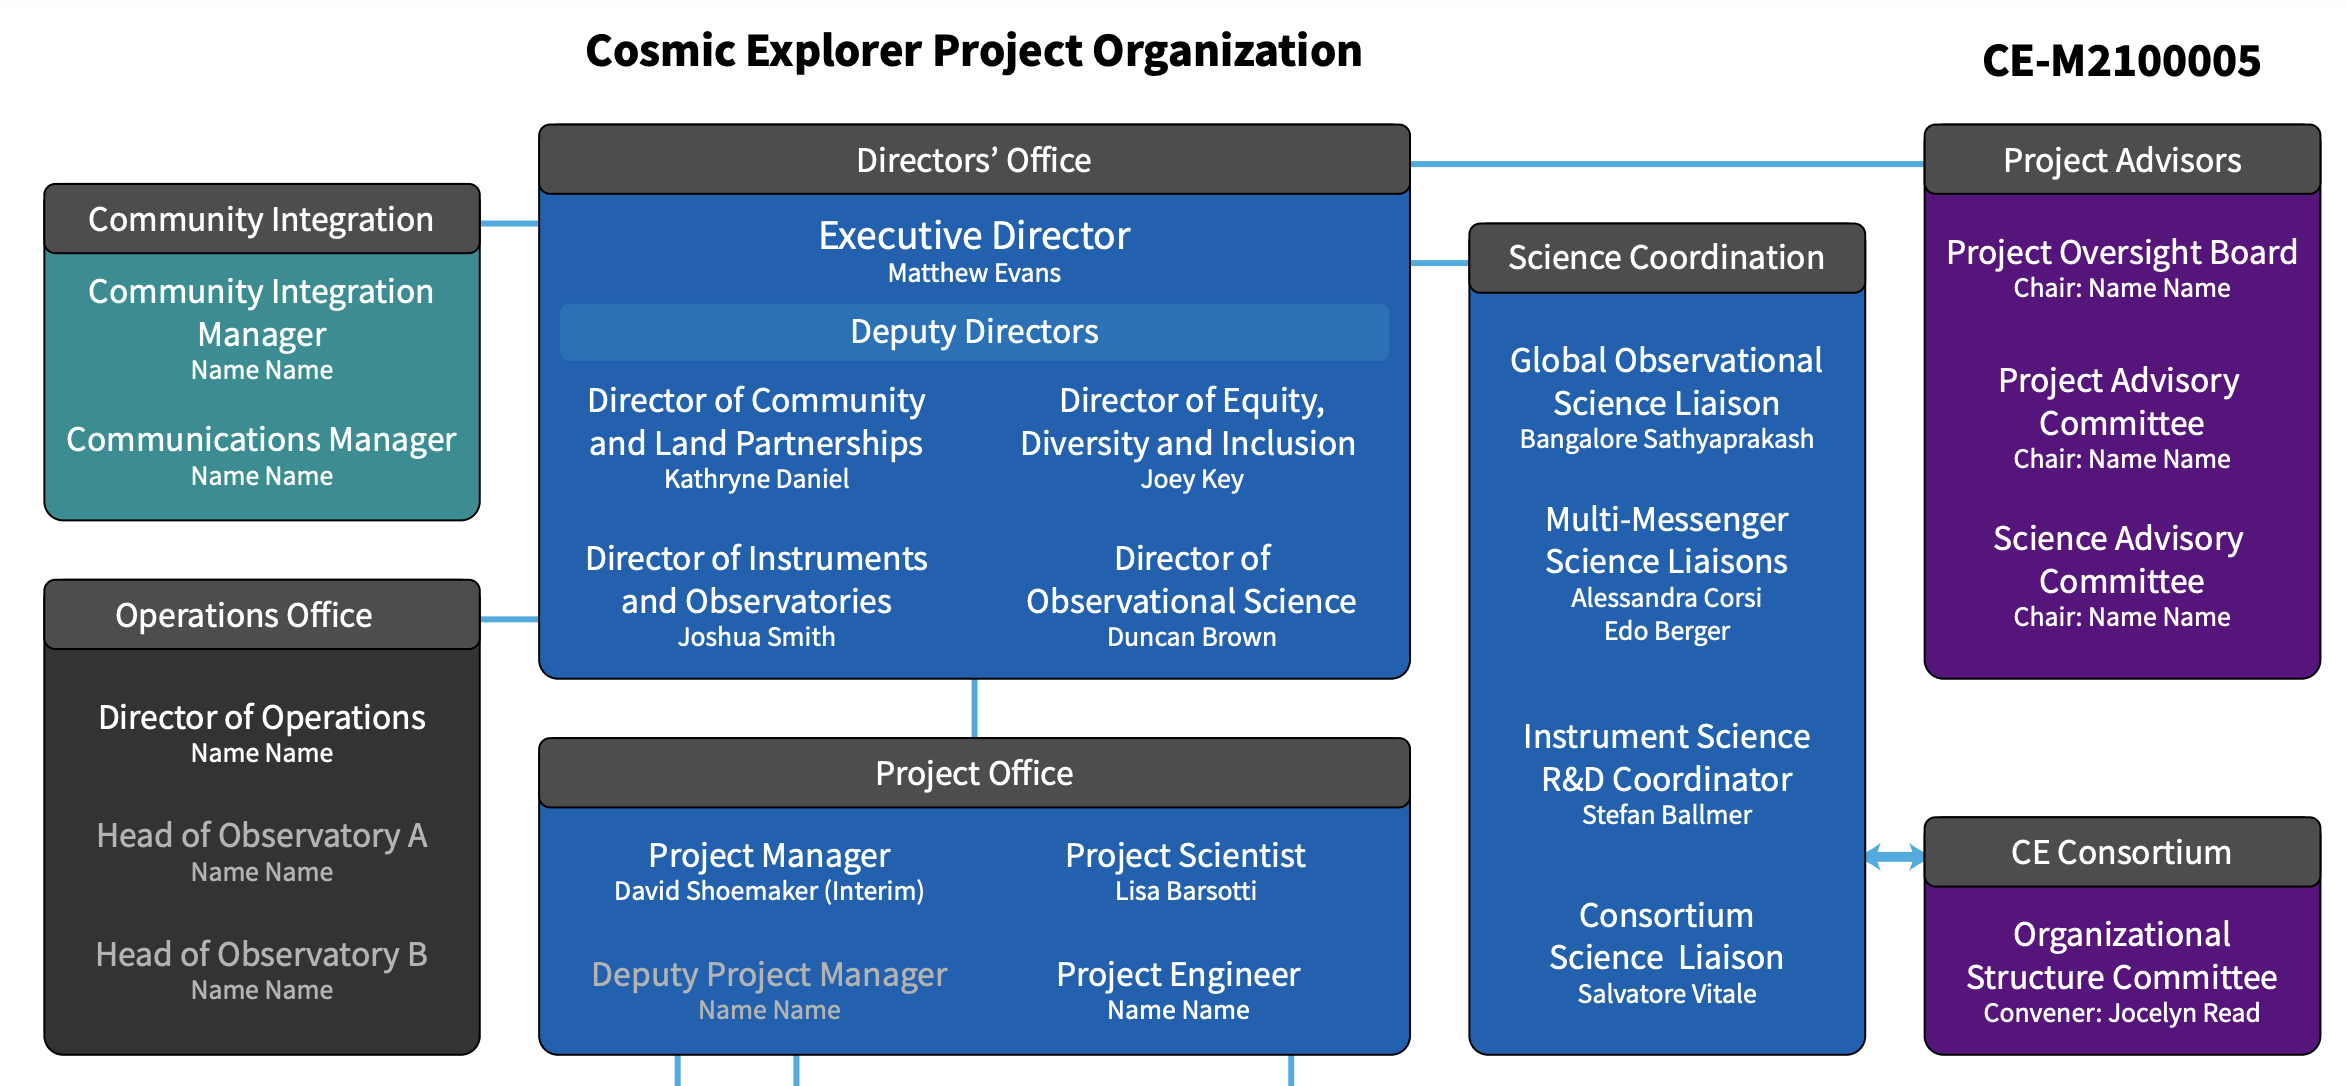 Cosmic Explorer Project Organization
CE-M2100005
Community Integration
Community Integration
Manager
Name Name
Communications Manager
Name Name
Operations Office
Director of Operations
Name Name
Head of Observatory A
Name Name
Head of Observatory B
Name Name
Directors’ Office
Executive Director
Matthew Evans
Deputy Directors
Director of Community
and Land Partnerships
Kathryne Daniel
Director of Equity,
Diversity and Inclusion
Joey Key
Director of Instruments
and Observatories
Joshua Smith
Director of
Observational Science
Duncan Brown
Project Office
Project Manager
David Shoemaker (Interim)
Project Scientist
Lisa Barsotti
Deputy Project Manager
Name Name
Project Engineer
Name Name
Science Coordination
Global Observational
Science Liaison
Bangalore Sathyaprakash
Multi-Messenger
Science Liaisons
Alessandra Corsi
Edo Berger
Instrument Science
R&D Coordinator
Stefan Ballmer
Consortium
Science Liaison
Salvatore Vitale
Project Advisors
Project Oversight Board
Chair: Name Name
Project Advisory
Committee
Chair: Name Name
Science Advisory
Committee
Chair: Name Name
CE Consortium
Organizational
Structure Committee
Convener: Jocelyn Read